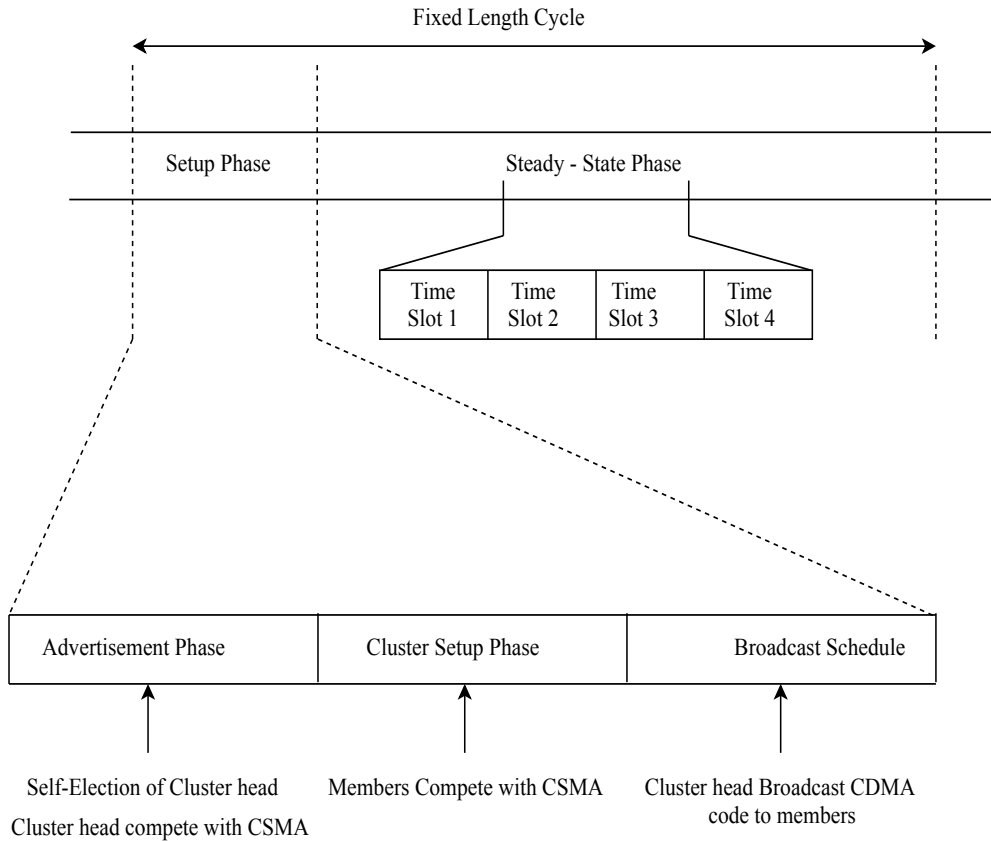 Fixed Length Cycle
Setup Phase
Steady - State Phase
Time
Slot 1
Time
Slot 2
Time
Slot 3
Time
Slot 4
Advertisement Phase
Cluster Setup Phase
Broadcast Schedule
Self-Election of Cluster head
Cluster head compete with CSMA
Members Compete with CSMA
Cluster head Broadcast CDMA
code to members